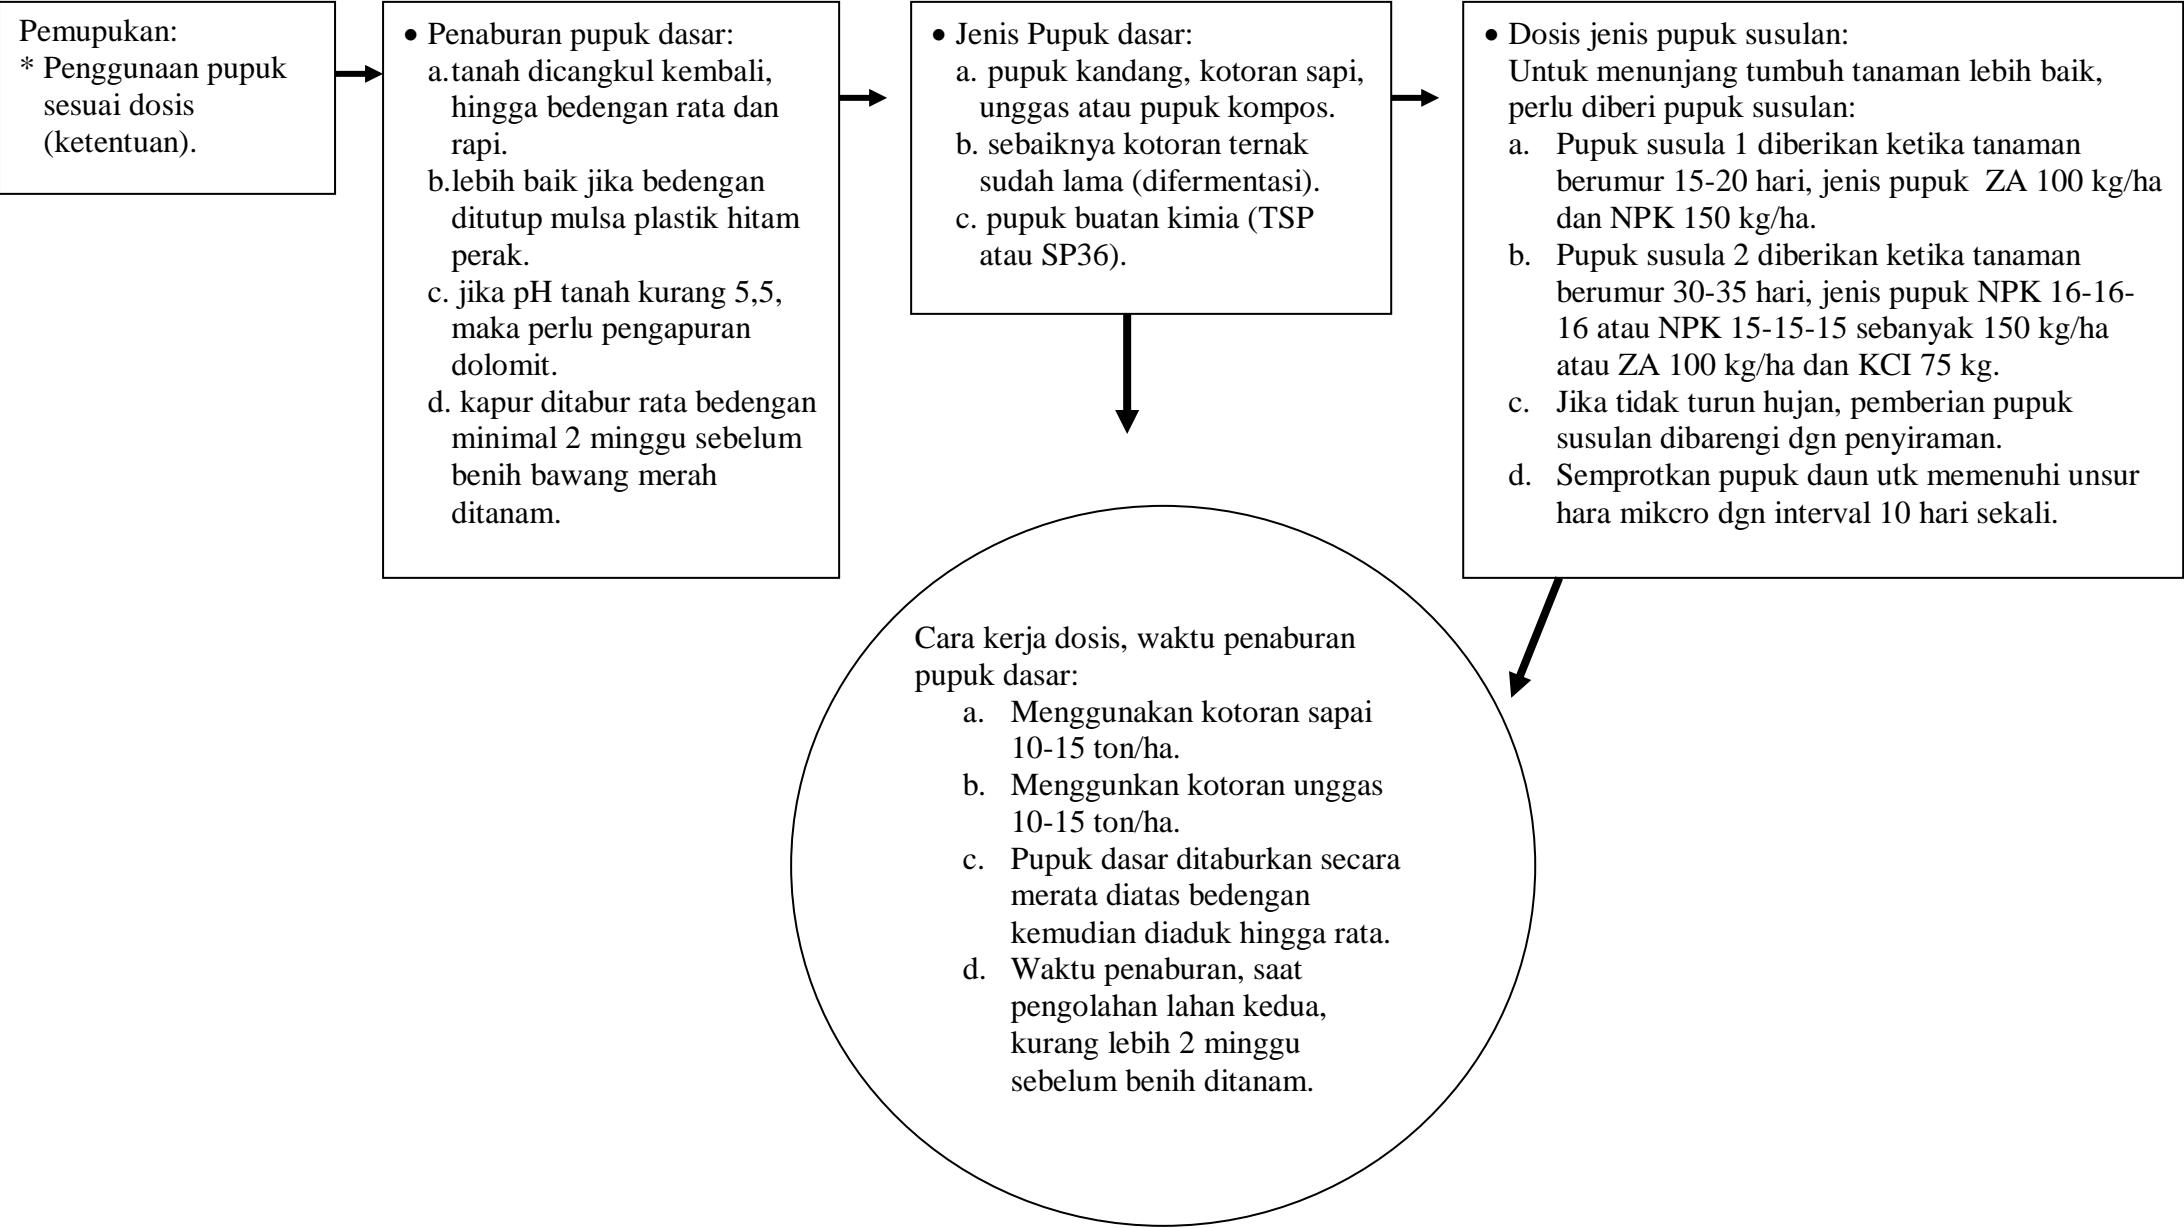 Pemupukan:
* Penggunaan pupuk
sesuai dosis
(ketentuan).
• Penaburan pupuk dasar:
a.tanah dicangkul kembali,
hingga bedengan rata dan
rapi.
b.lebih baik jika bedengan
ditutup mulsa plastik hitam
perak.
c. jika pH tanah kurang 5,5,
maka perlu pengapuran
dolomit.
d. kapur ditabur rata bedengan
minimal 2 minggu sebelum
benih bawang merah
ditanam.
• Jenis Pupuk dasar:
a. pupuk kandang, kotoran sapi,
unggas atau pupuk kompos.
b. sebaiknya kotoran ternak
sudah lama (difermentasi).
c. pupuk buatan kimia (TSP
atau SP36).
• Dosis jenis pupuk susulan:
Untuk menunjang tumbuh tanaman lebih baik,
perlu diberi pupuk susulan:
a. Pupuk susula 1 diberikan ketika tanaman
berumur 15-20 hari, jenis pupuk ZA 100 kg/ha
dan NPK 150 kg/ha.
b. Pupuk susula 2 diberikan ketika tanaman
berumur 30-35 hari, jenis pupuk NPK 16-16-
16 atau NPK 15-15-15 sebanyak 150 kg/ha
atau ZA 100 kg/ha dan KCI 75 kg.
c. Jika tidak turun hujan, pemberian pupuk
susulan dibarengi dgn penyiraman.
d. Semprotkan pupuk daun utk memenuhi unsur
hara mikcro dgn interval 10 hari sekali.
Cara kerja dosis, waktu penaburan
pupuk dasar:
a. Menggunakan kotoran sapai
10-15 ton/ha.
b. Menggunkan kotoran unggas
10-15 ton/ha.
c. Pupuk dasar ditaburkan secara
merata diatas bedengan
kemudian diaduk hingga rata.
d. Waktu penaburan, saat
pengolahan lahan kedua,
kurang lebih 2 minggu
sebelum benih ditanam.